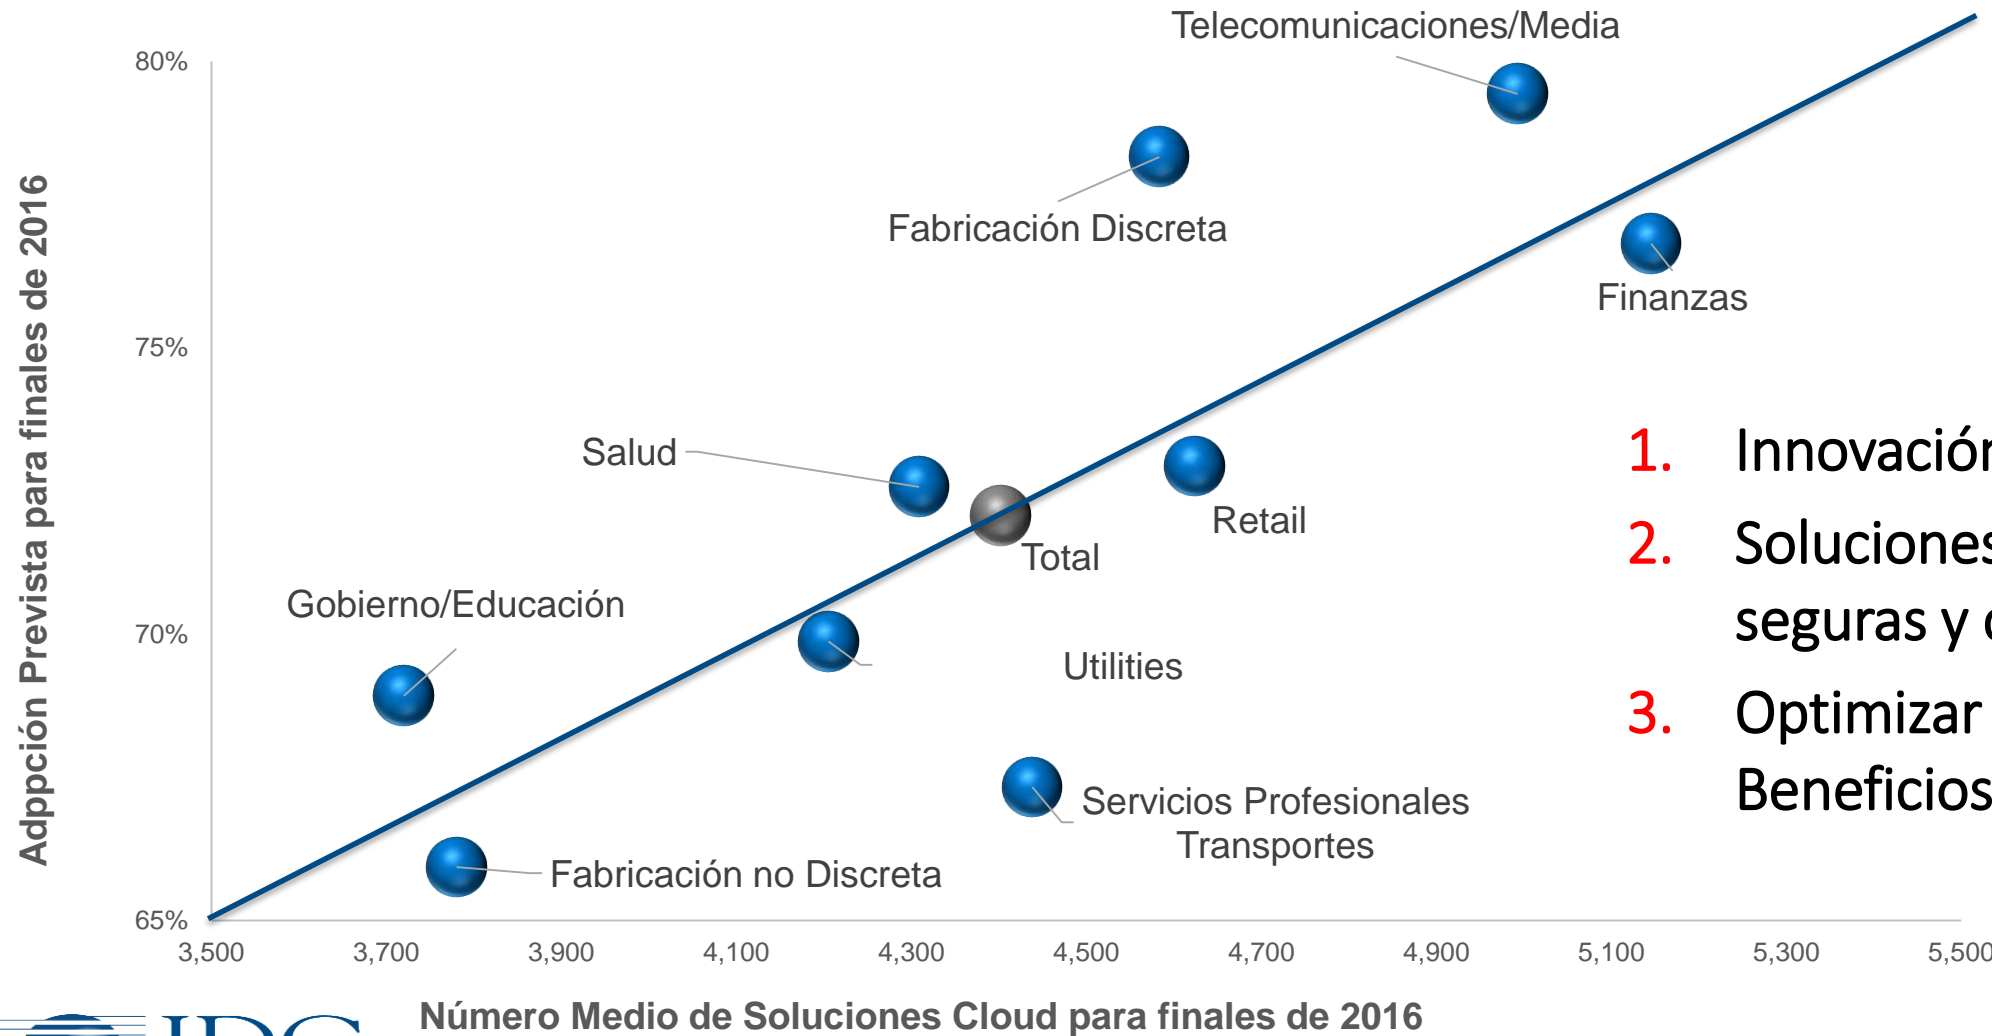 Telecomunicaciones/Media
80%
Fabricación Discreta
Finanzas
75%
Salud
Retail
Total
Gobierno/Educación
70%
Utilities
Servicios Profesionales
Transportes
Fabricación no Discreta
65%
3,500 3,700 3,900 4,100 4,300 4,500 4,700 4,900 5,100 5,300 5,500
Adppción Prevista para finales de 2016
Número Medio de Soluciones Cloud para finales de 2016
1. Innovación
2. Soluciones
seguras y
3. Optimizar
Beneficios
IDC